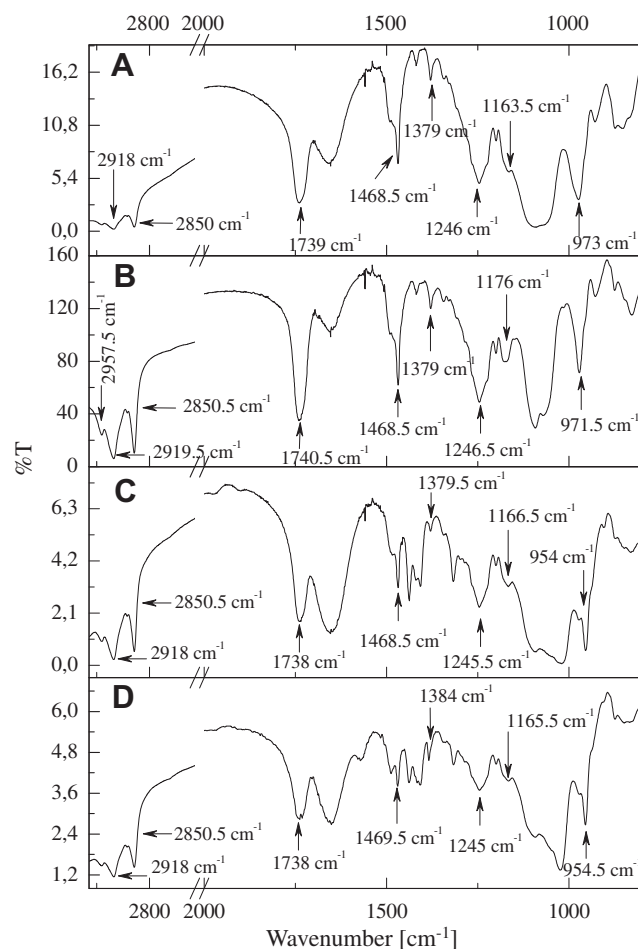 2800 2000 1500 1000
A
16,2
10,8
5,4
0,0
2918 cm-1
2850 cm-1
1739 cm-1
1468.5cm-1
1379 cm-1
1246 cm-1
1163.5 cm-1
973 cm-1
B
160
120
80
40
0
2957.5 cm-1
2919.5 cm-1
2850.5 cm-1
1740.5 cm-1
1468.5 cm-1
1379 cm-1
1246.5 cm-1
1176 cm-1
971.5 cm-1
%T
C
6,3
4,2
2,1
0,0
2918 cm-1
2850.5 cm-1
1738 cm-1
1468.5 cm-1
1379.5 cm-1
1245.5 cm-1
1166.5 cm-1
954 cm-1
D
6,0
4,8
3,6
2,4
1,2
2918 cm-1
2850.5 cm-1
1738 cm-1
1469.5 cm-1
1384 cm-1
1245 cm-1
1165.5 cm-1
954.5 cm-1
2800 2000 1500 1000
Wavenumber [cm-1]